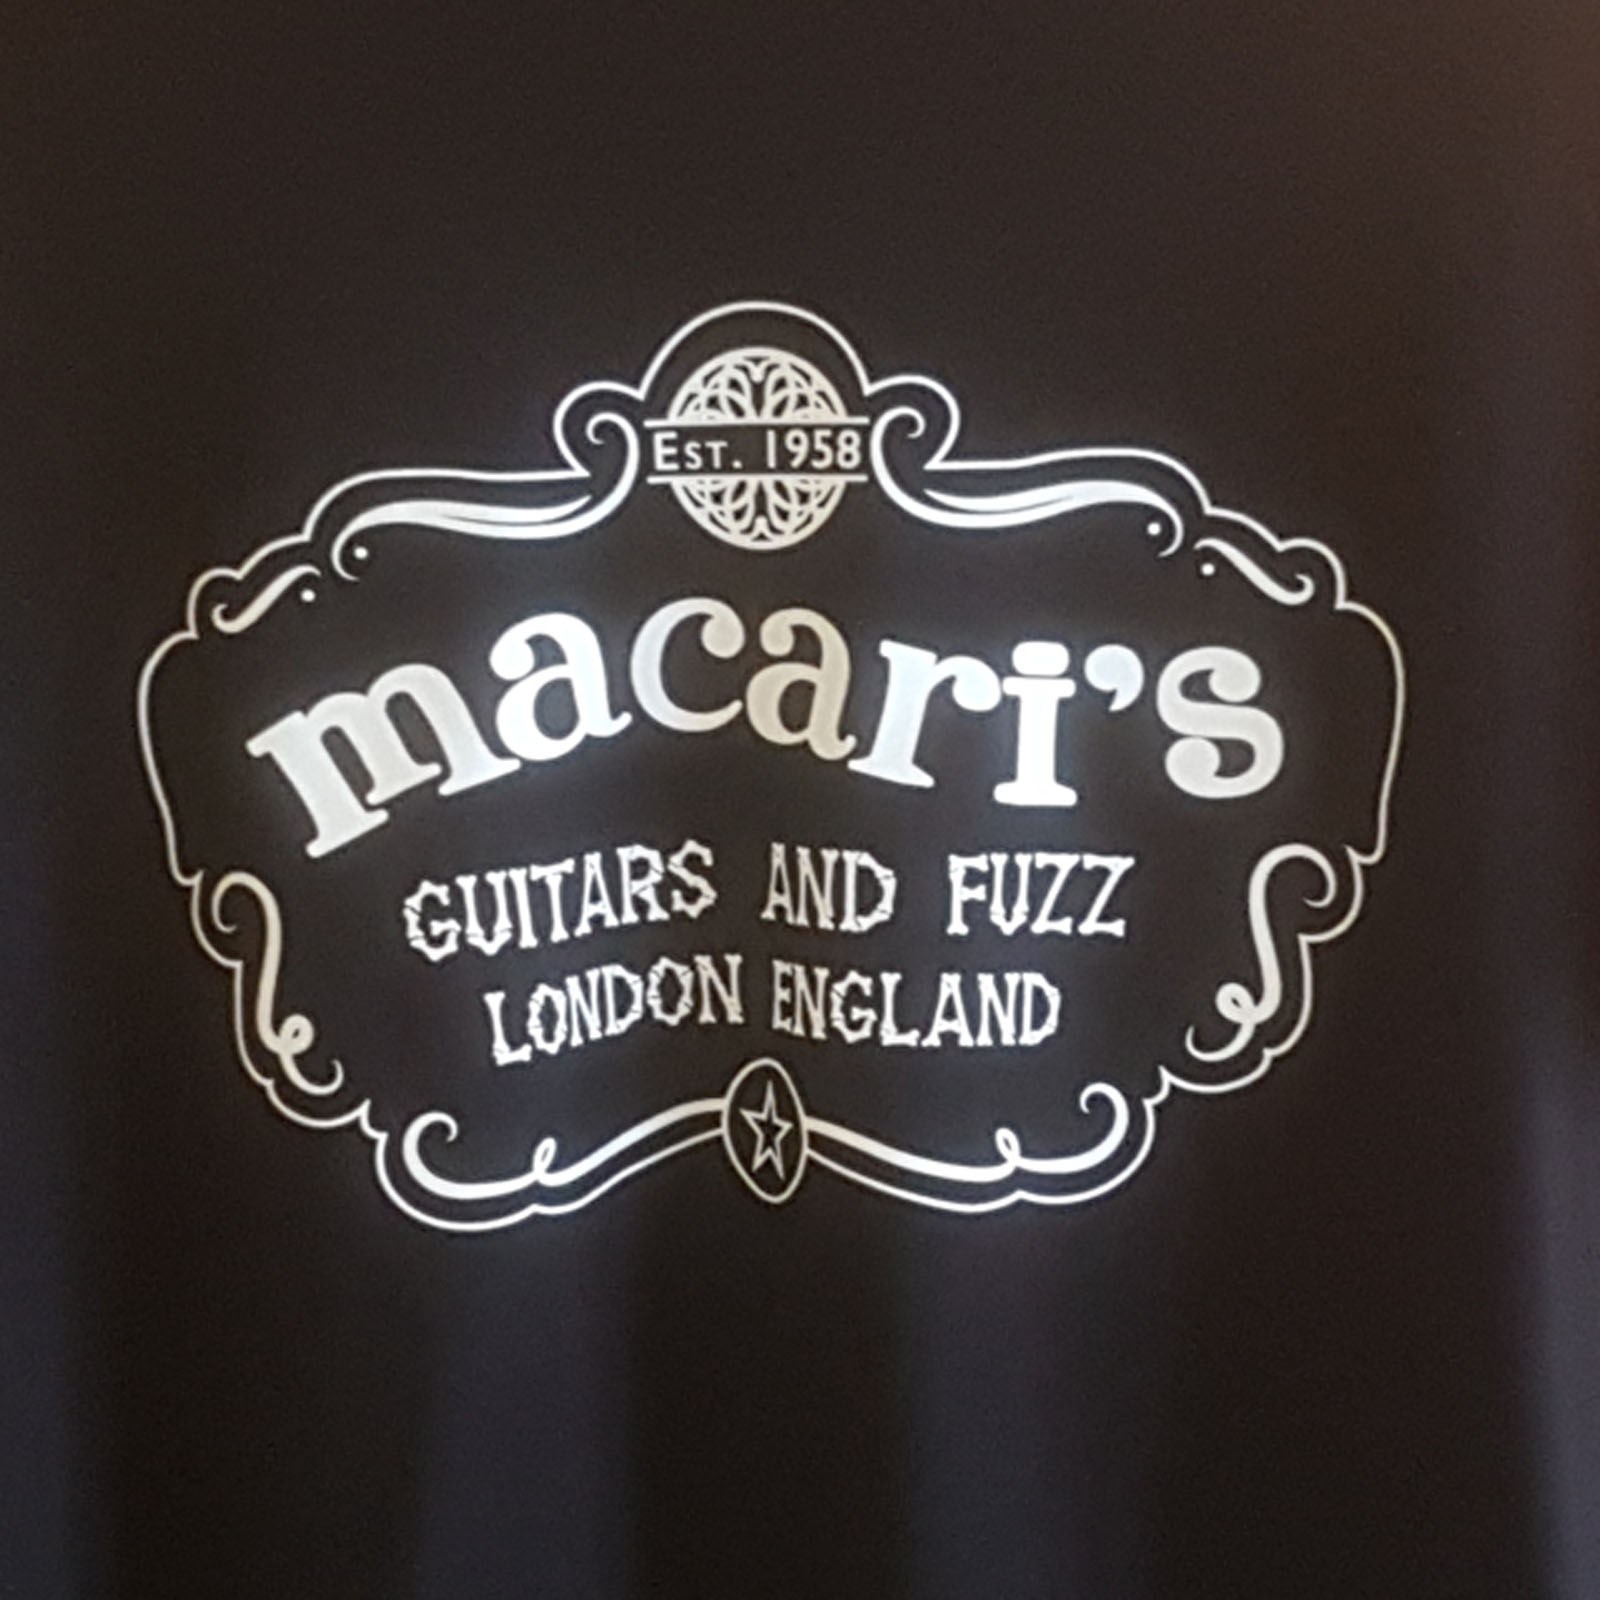 EST. 1958
macari's
GUITARS AND FUZZ
LONDON ENGLAND